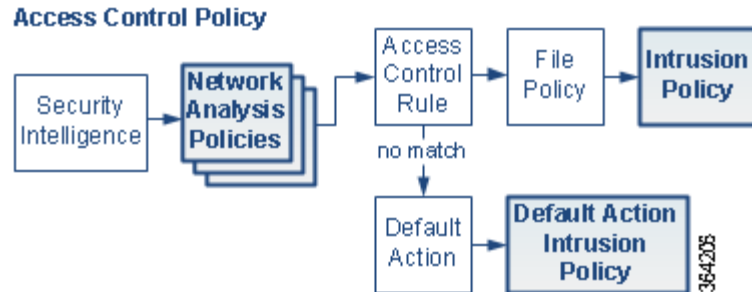 Access Control Policy
Security
Intelligence
Network
Analysis
Policies
Access
Control
Rule
File
Policy
Intrusion
Policy
no match
Default
Action
Default Action
Intrusion
Policy
364206